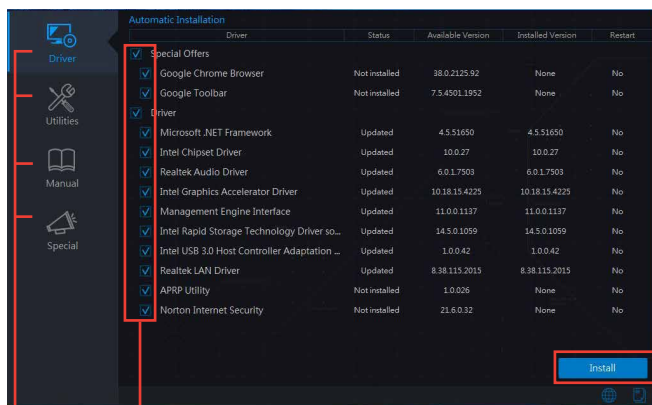 Automatic Installation
Driver Status Available Version Installed Version Restart
Special Offers
Google Chrome Browser Not installed 38.0.2125.92 None No
Google Toolbar Not installed 7.5.4501.1952 None No
Driver
Microsoft .NET Framework Updated 4.5.51650 4.5.51650 No
Intel Chipset Driver Updated 10.0.27 10.0.27 No
Realtek Audio Driver Updated 6.0.1.7503 6.0.1.7503 No
Intel Graphics Accelerator Driver Updated 10.18.15.4225 10.18.15.4225 No
Management Engine Interface Updated 11.0.0.1137 11.0.0.1137 No
Intel Rapid Storage Technology Driver so... Updated 14.5.0.1059 14.5.0.1059 No
Intel USB 3.0 Host Controller Adaptation ... Updated 1.0.0.42 1.0.0.42 No
Realtek LAN Driver Updated 8.38.115.2015 8.38.115.2015 No
APRP Utility Not installed 1.0.026 None No
Norton Internet Security Not installed 21.6.0.32 None No
Driver
Utilities
Manual
Special
Install